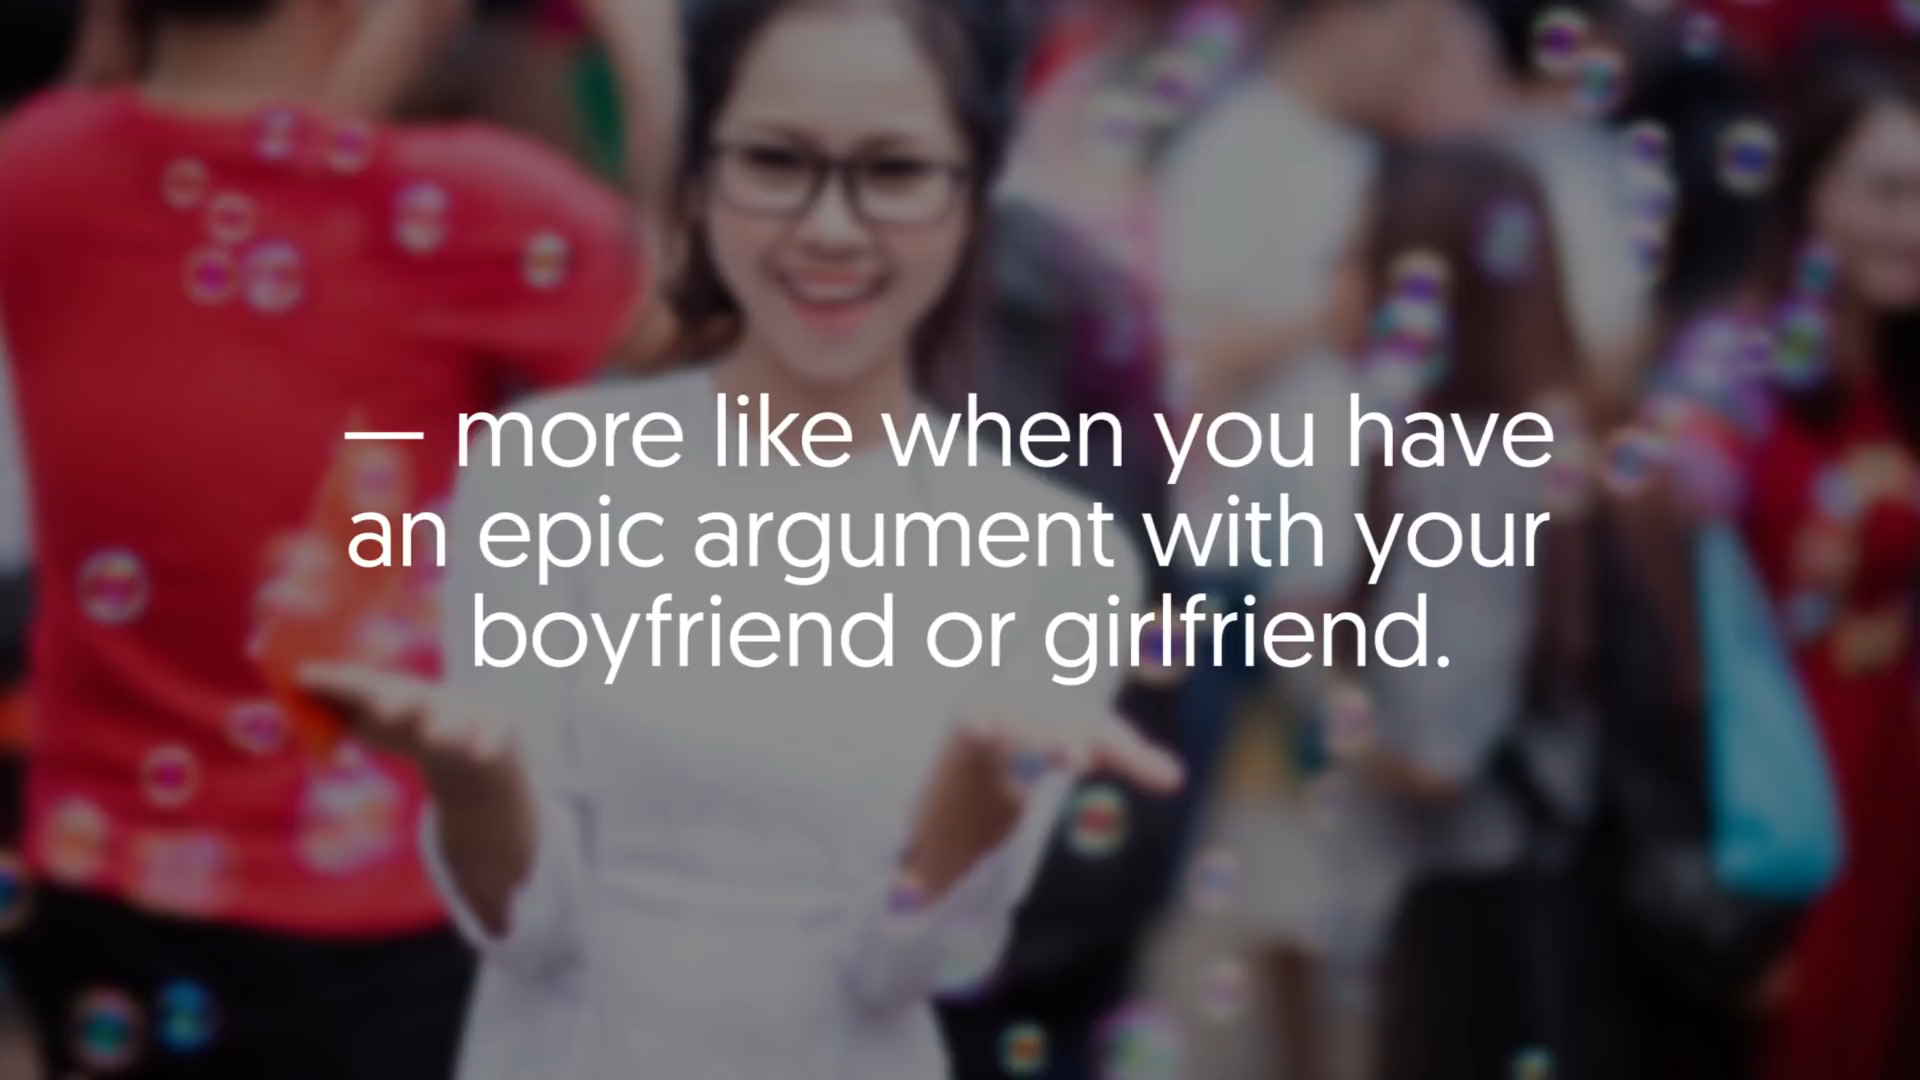 — more like when you have
an epic argument with your
boyfriend or girlfriend.